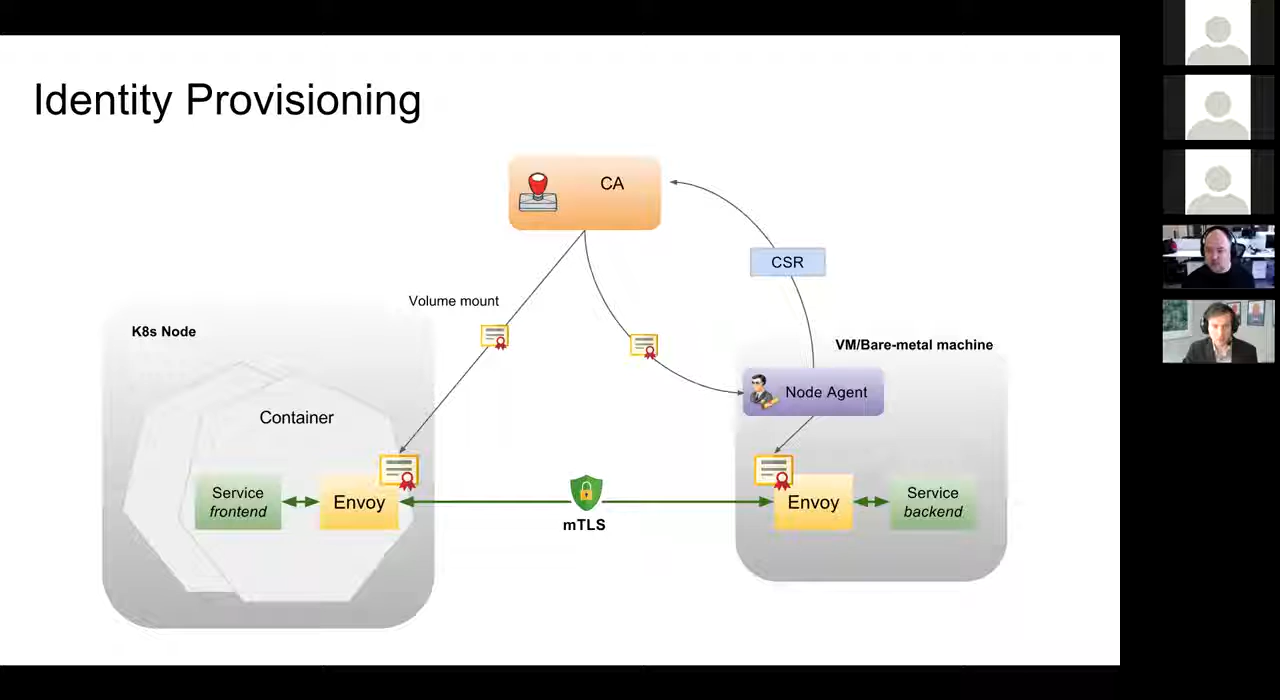 Identity Provisioning
CA
CSR
Volume mount
K8s Node
VM/Bare-metal machine
Node Agent
Container
Service
frontend
Envoy
mTLS
Envoy
Service
backend